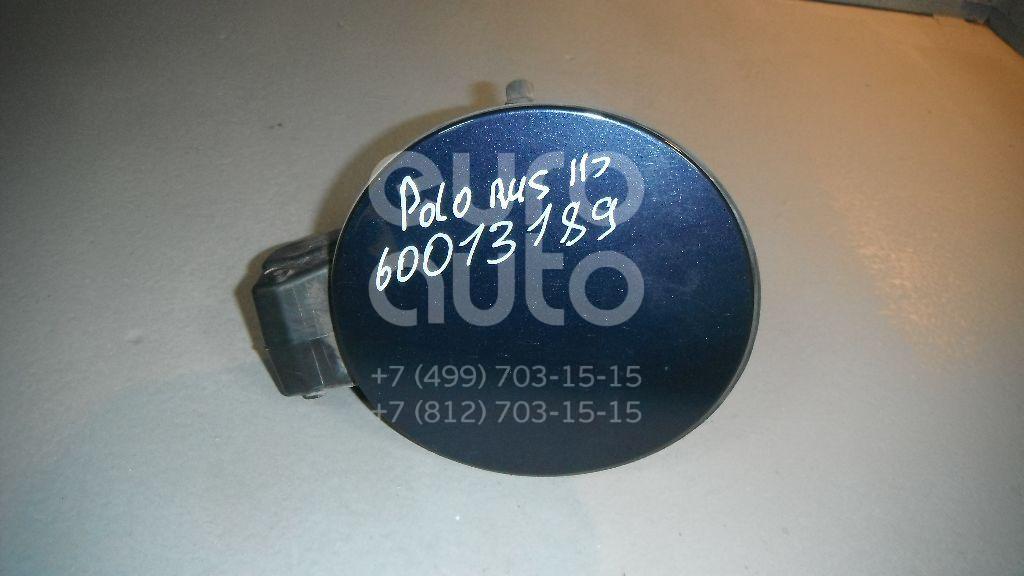 POLO RUS 11>
60013189
euro
auto
+7 (499) 703-15-15
+7 (812) 703-15-15